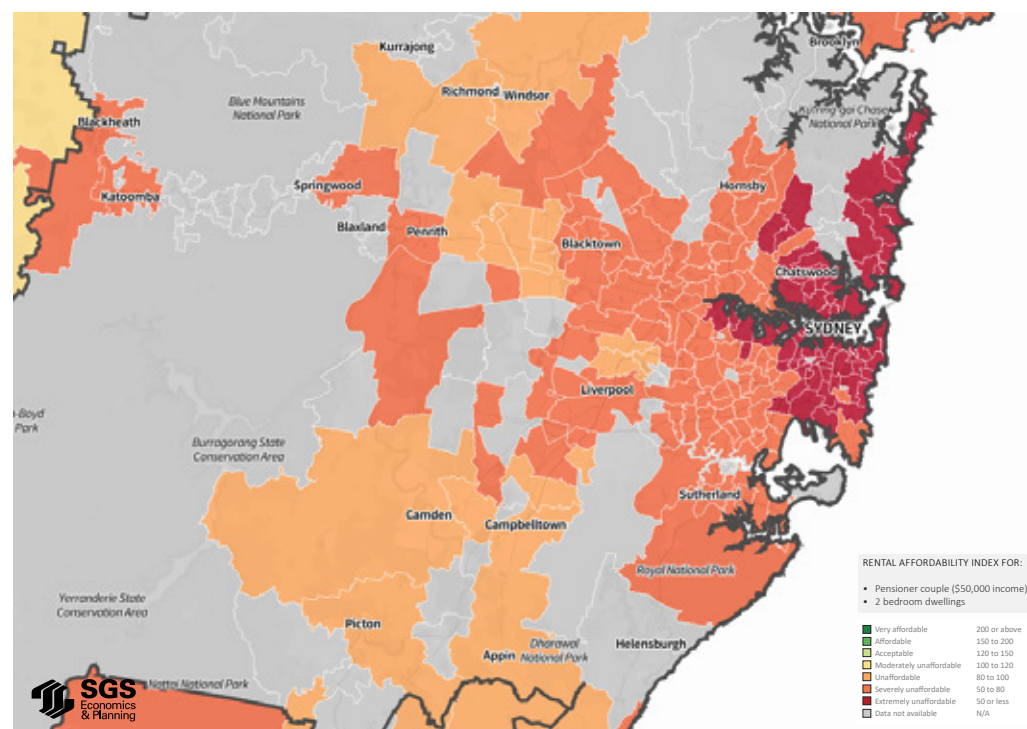 Kurrajong
Brooklyn
Richmond
Windsor
Blue Mountains
National Park
Ku-ring-gai Chase
National Park
Blackheath
Katoomba
Springwood
Hornsby
Blaxland
Penrith
Blacktown
Chatswood
SYDNEY
Liverpool
-Boyd
Park
Burragorang State
Conservation Area
Camden
Campbelltown
Sutherland
Royal National Park
Yerranderie State
Conservation Area
Picton
Helensburgh
Appin
Dharawal
National Park
Nattai National Park
SGS
Economics
& Planning
RENTAL AFFORDABILITY INDEX FOR:
• Pensioner couple ($50,000 income)
• 2 bedroom dwellings
Very affordable 200 or above
Affordable 150 to 200
Acceptable 120 to 150
Moderately unaffordable 100 to 120
Unaffordable 80 to 100
Severely unaffordable 50 to 80
Extremely unaffordable 50 or less
Data not available N/A